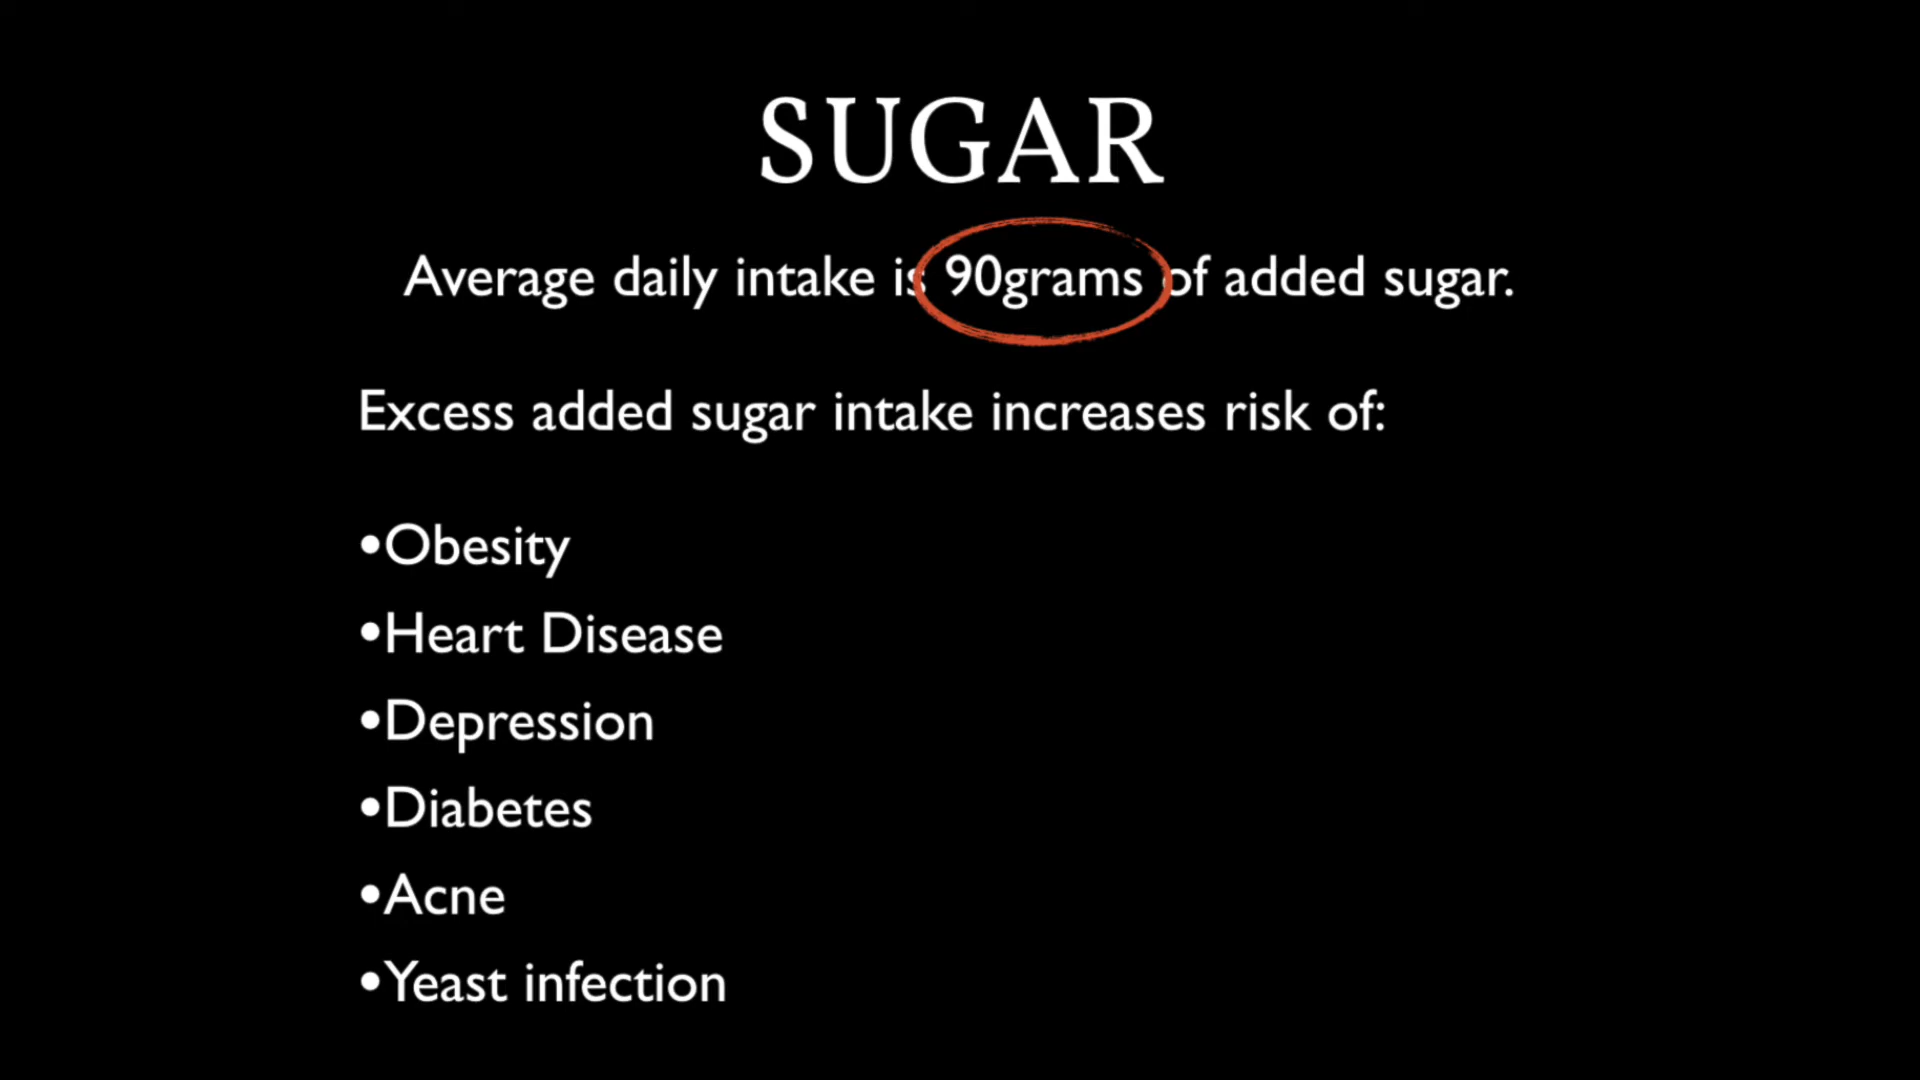 SUGAR
Average daily intake is 90grams of added sugar.
Excess added sugar intake increases risk of:
•Obesity
•Heart Disease
•Depression
•Diabetes
•Acne
•Yeast infection